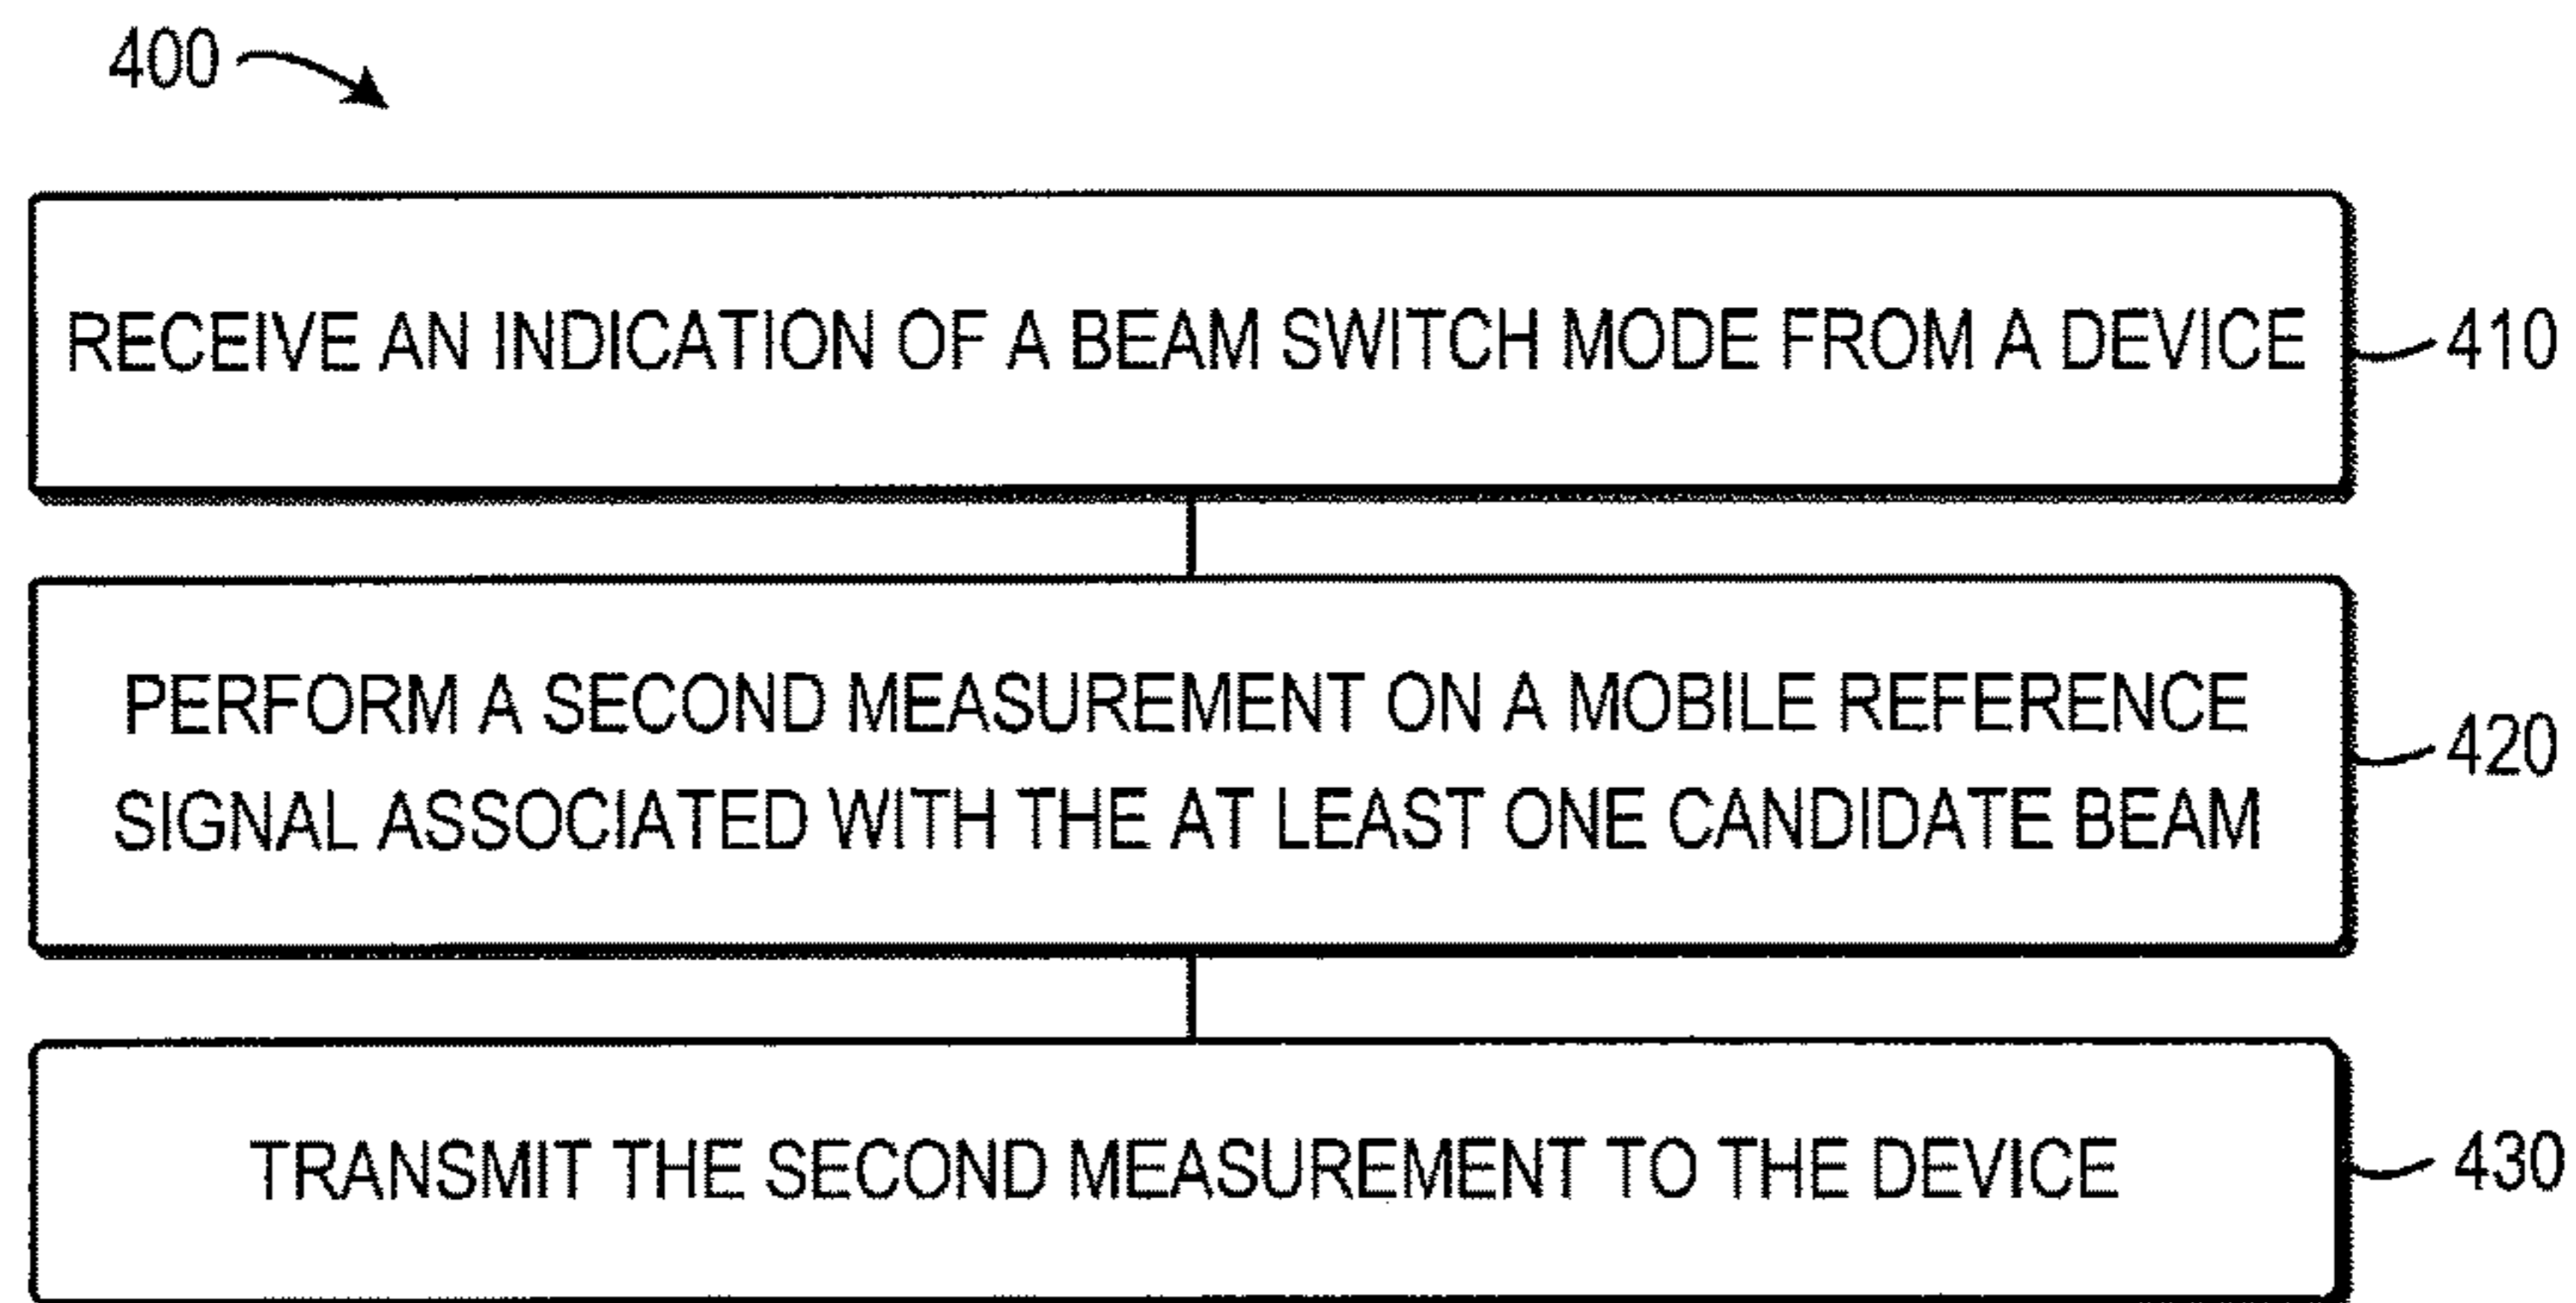 400
RECEIVE AN INDICATION OF A BEAM SWITCH MODE FROM A DEVICE
410
PERFORM A SECOND MEASUREMENT ON A MOBILE REFERENCE
SIGNAL ASSOCIATED WITH THE AT LEAST ONE CANDIDATE BEAM
420
TRANSMIT THE SECOND MEASUREMENT TO THE DEVICE
430